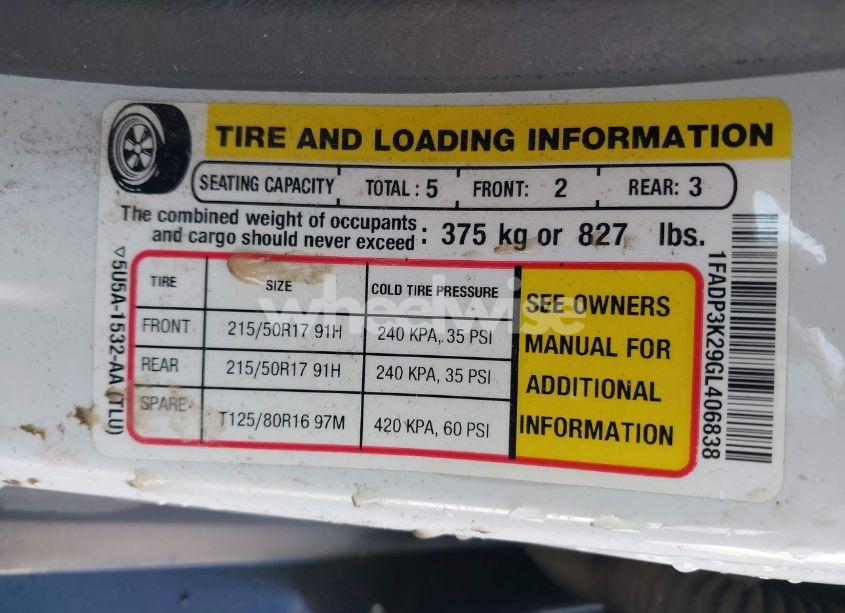 TIRE AND LOADING INFORMATION
SEATING CAPACITY TOTAL : 5 FRONT: 2 REAR: 3
The combined weight of occupants
and cargo should never exceed : 375 kg or 827 lbs.
TIRE SIZE COLD TIRE PRESSURE
FRONT 215/50R17 91H 240 KPA, 35 PSI
REAR 215/50R17 91H 240 KPA, 35 PSI
SPARE T125/80R16 97M 420 KPA, 60 PSI
SEE OWNERS
MANUAL FOR
ADDITIONAL
INFORMATION
5U5A-1532-AA (TLU)
1FADP3K29GL406838
wheelwise